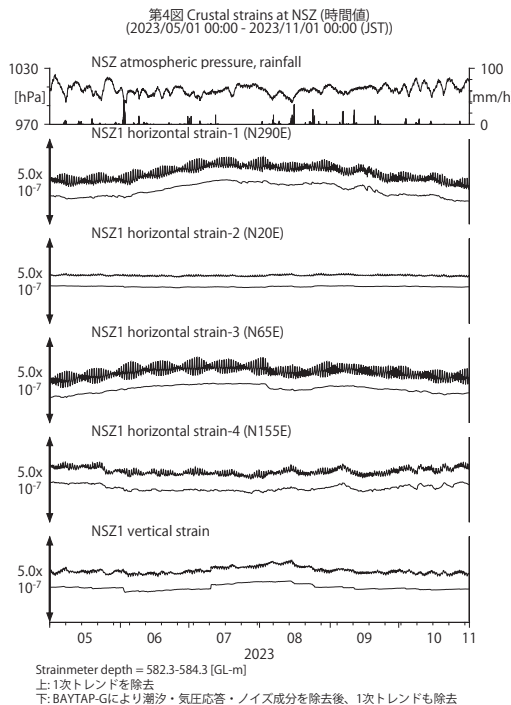 第4図 Crustal strains at NSZ (時間値)
(2023/05/01 00:00 - 2023/11/01 00:00 (JST))
NSZ atmospheric pressure, rainfall
1030
100
[hPa]
mm/h
970
0
NSZ1 horizontal strain-1 (N290E)
5.0x
10-7
NSZ1 horizontal strain-2 (N20E)
5.0x
10-7
NSZ1 horizontal strain-3 (N65E)
5.0x
10-7
NSZ1 horizontal strain-4 (N155E)
5.0x
10-7
NSZ1 vertical strain
5.0x
10-7
05 06 07 08 09 10 11
2023
Strainmeter depth = 582.3-584.3 [GL-m]
上: 1次トレンドを除去
下: BAYTAP-Gにより潮汐・気圧応答・ノイズ成分を除去後、1次トレンドも除去